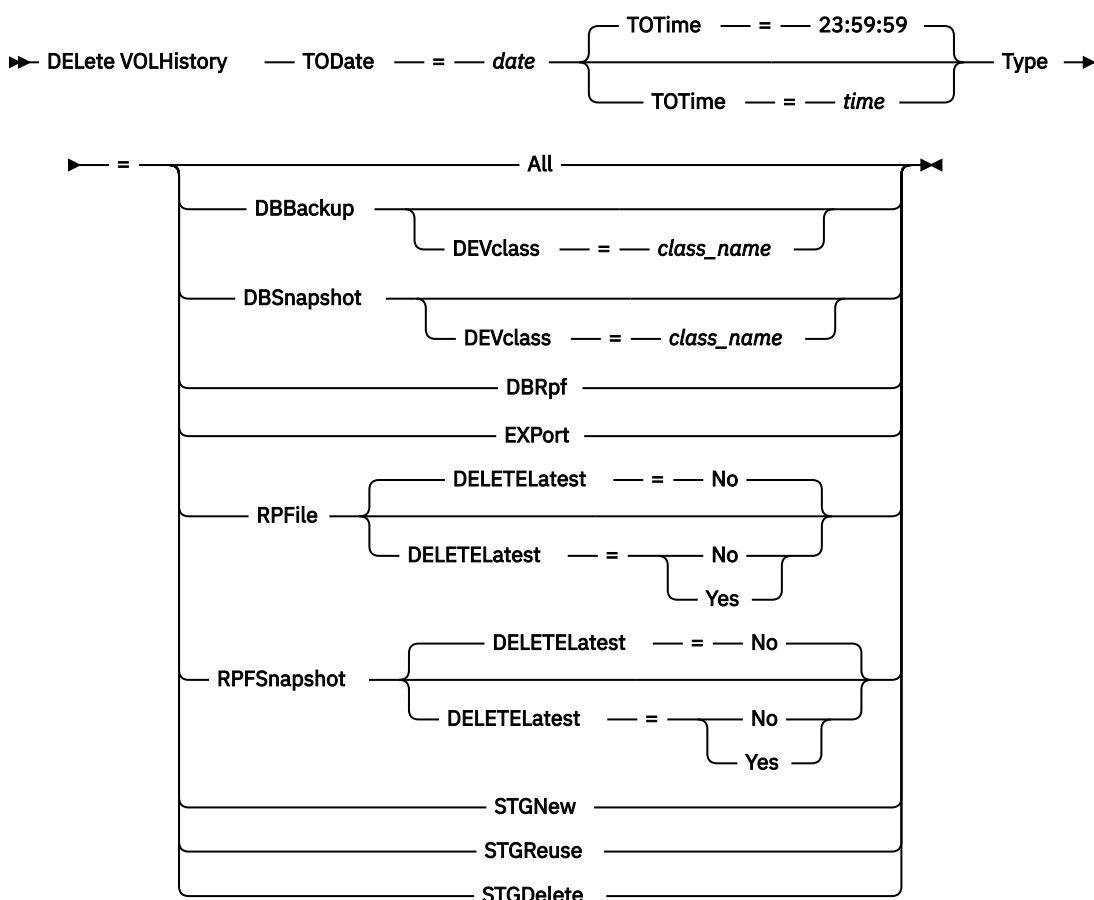 TOTime = 23:59:59
DELete VOLHistory TODate = date Type
TOTime = time
= All
DBBackup
DEVclass = class_name
DBSnapshot
DEVclass = class_name
DBRpf
EXPort
DELETELatest = No
RPFile
DELETELatest = No
Yes
DELETELatest = No
RPFSnapshot
DELETELatest = No
Yes
STGNew
STGReuse
STGDelete